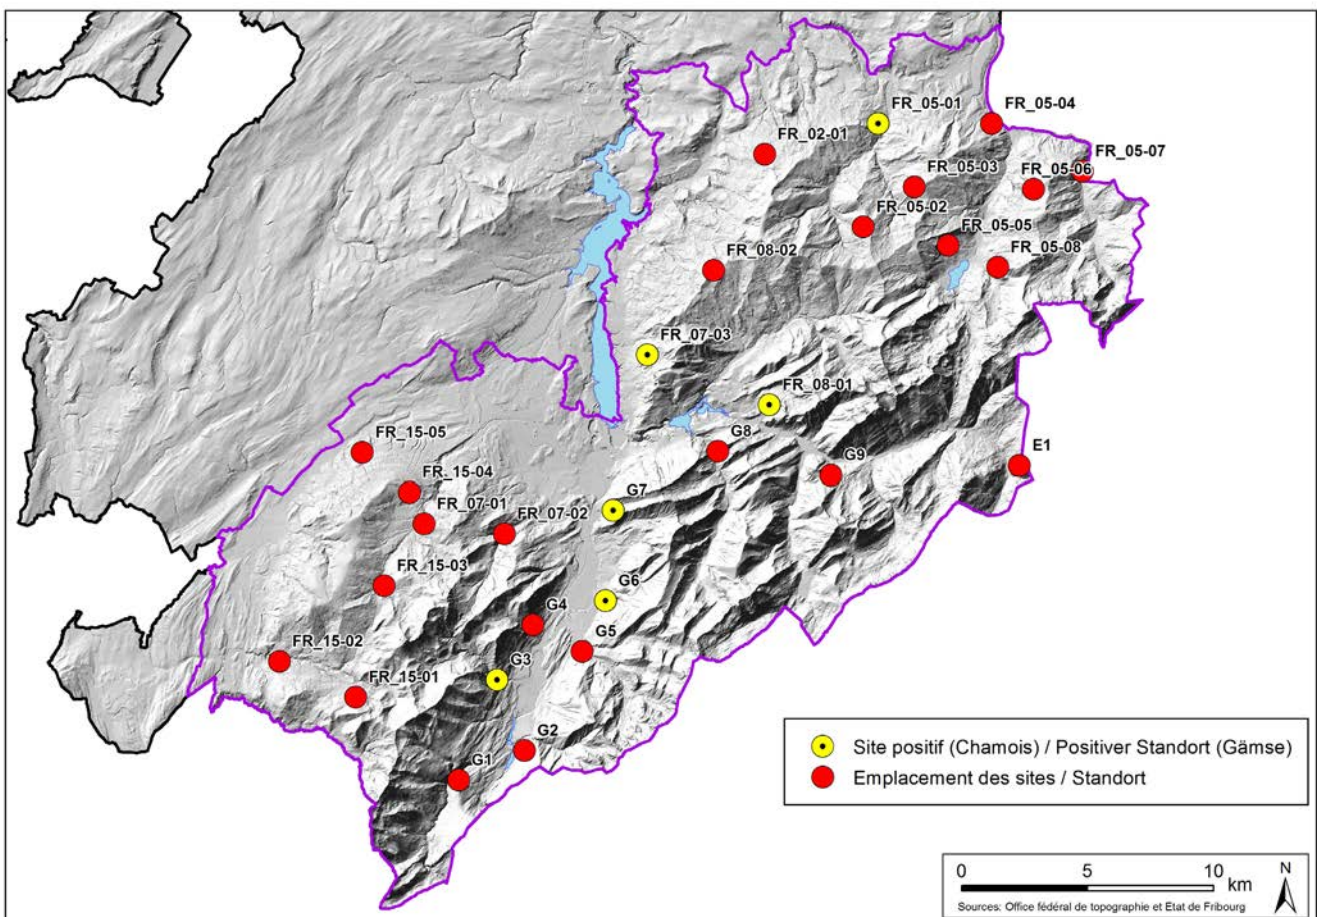 FR_05-01
FR_05-04
FR_02-01
FR_05-07
FR_05-03
FR_05-06
FR_05-02
FR_05-05
FR_08-02
FR_05-08
FR_07-03
FR_08-01
FR_15-05
G8
E1
G9
FR_15-04
G7
FR_07-01
FR_07-02
FR_15-03
G6
G4
G5
FR_15-02
G3
FR_15-01
G2
G1
Site positif (Chamois) / Positiver Standort (Gämse)
Emplacement des sites / Standort
0 5 10 km
N
Sources: Office fédéral de topographie et Etat de Fribourg